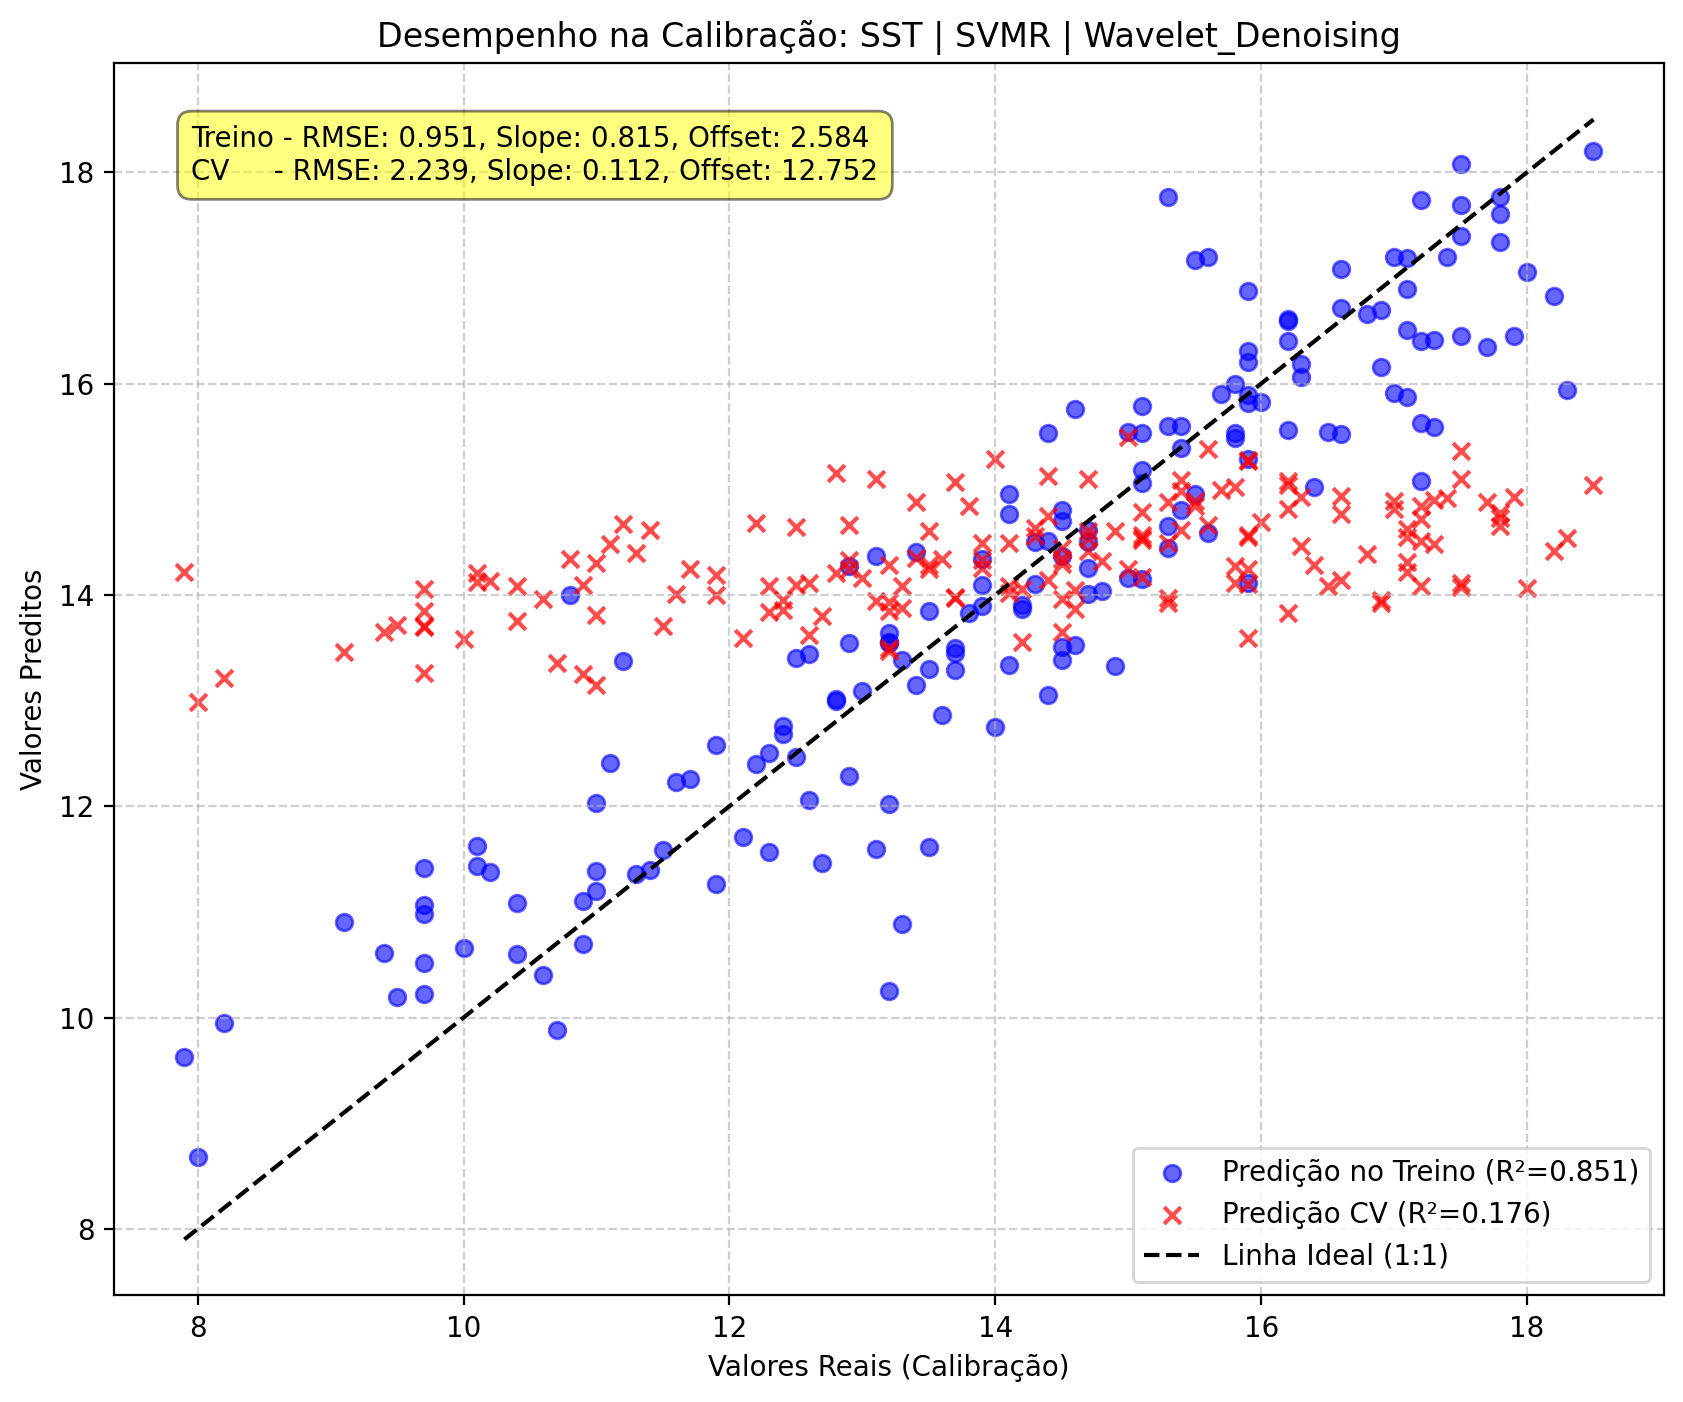 Desempenho na Calibração: SST | SVMR | Wavelet_Denoising
Treino - RMSE: 0.951, Slope: 0.815, Offset: 2.584
CV - RMSE: 2.239, Slope: 0.112, Offset: 12.752
Valores Preditos
18
16
14
12
10
8
Predição no Treino (R²=0.851)
Predição CV (R²=0.176)
Linha Ideal (1:1)
8 10 12 14 16 18
Valores Reais (Calibração)